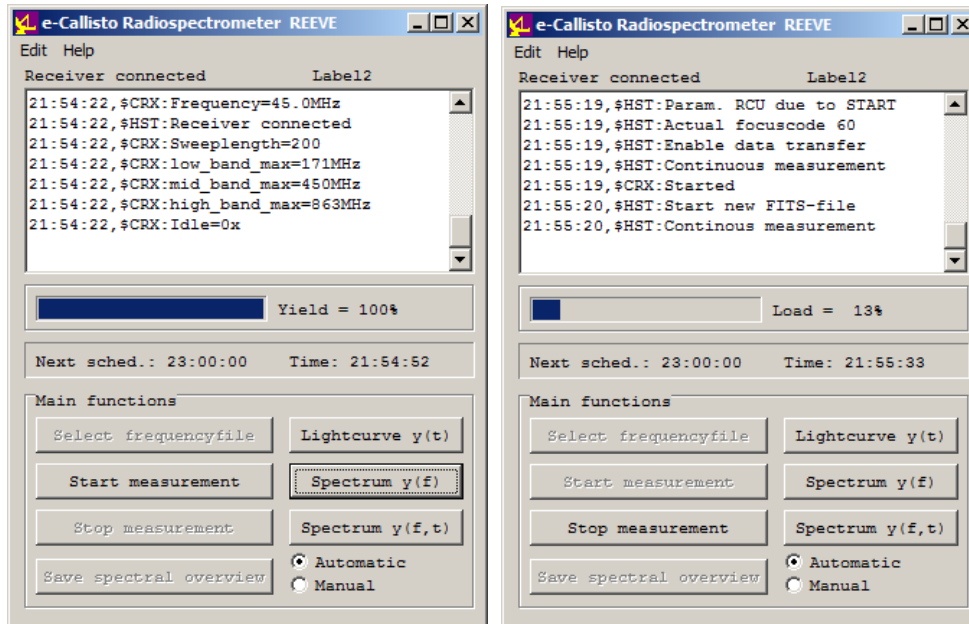 e-Callisto Radiospectrometer REEVE
Edit Help
Receiver connected Label2
21:54:22,$CRX:Frequency=45.0MHz
21:54:22,$HST:Receiver connected
21:54:22,$CRX:Sweeplength=200
21:54:22,$CRX:low_band_max=171MHz
21:54:22,$CRX:mid_band_max=450MHz
21:54:22,$CRX:high_band_max=863MHz
21:54:22,$CRX:Idle=0x
Yield = 100%
Next sched.: 23:00:00 Time: 21:54:52
Main functions
Select frequencyfile Lightcurve y(t)
Start measurement Spectrum y(f)
Stop measurement Spectrum y(f,t)
Automatic
Save spectral overview
Manual
e-Callisto Radiospectrometer REEVE
Edit Help
Receiver connected Label2
21:55:19,$HST:Param. RCU due to START
21:55:19,$HST:Actual focuscode 60
21:55:19,$HST:Enable data transfer
21:55:19,$HST:Continuous measurement
21:55:19,$CRX:Started
21:55:20,$HST:Start new FITS-file
21:55:20,$HST:Continous measurement
Load = 13%
Next sched.: 23:00:00 Time: 21:55:33
Main functions
Select frequencyfile Lightcurve y(t)
Start measurement Spectrum y(f)
Stop measurement Spectrum y(f,t)
Automatic
Save spectral overview
Manual